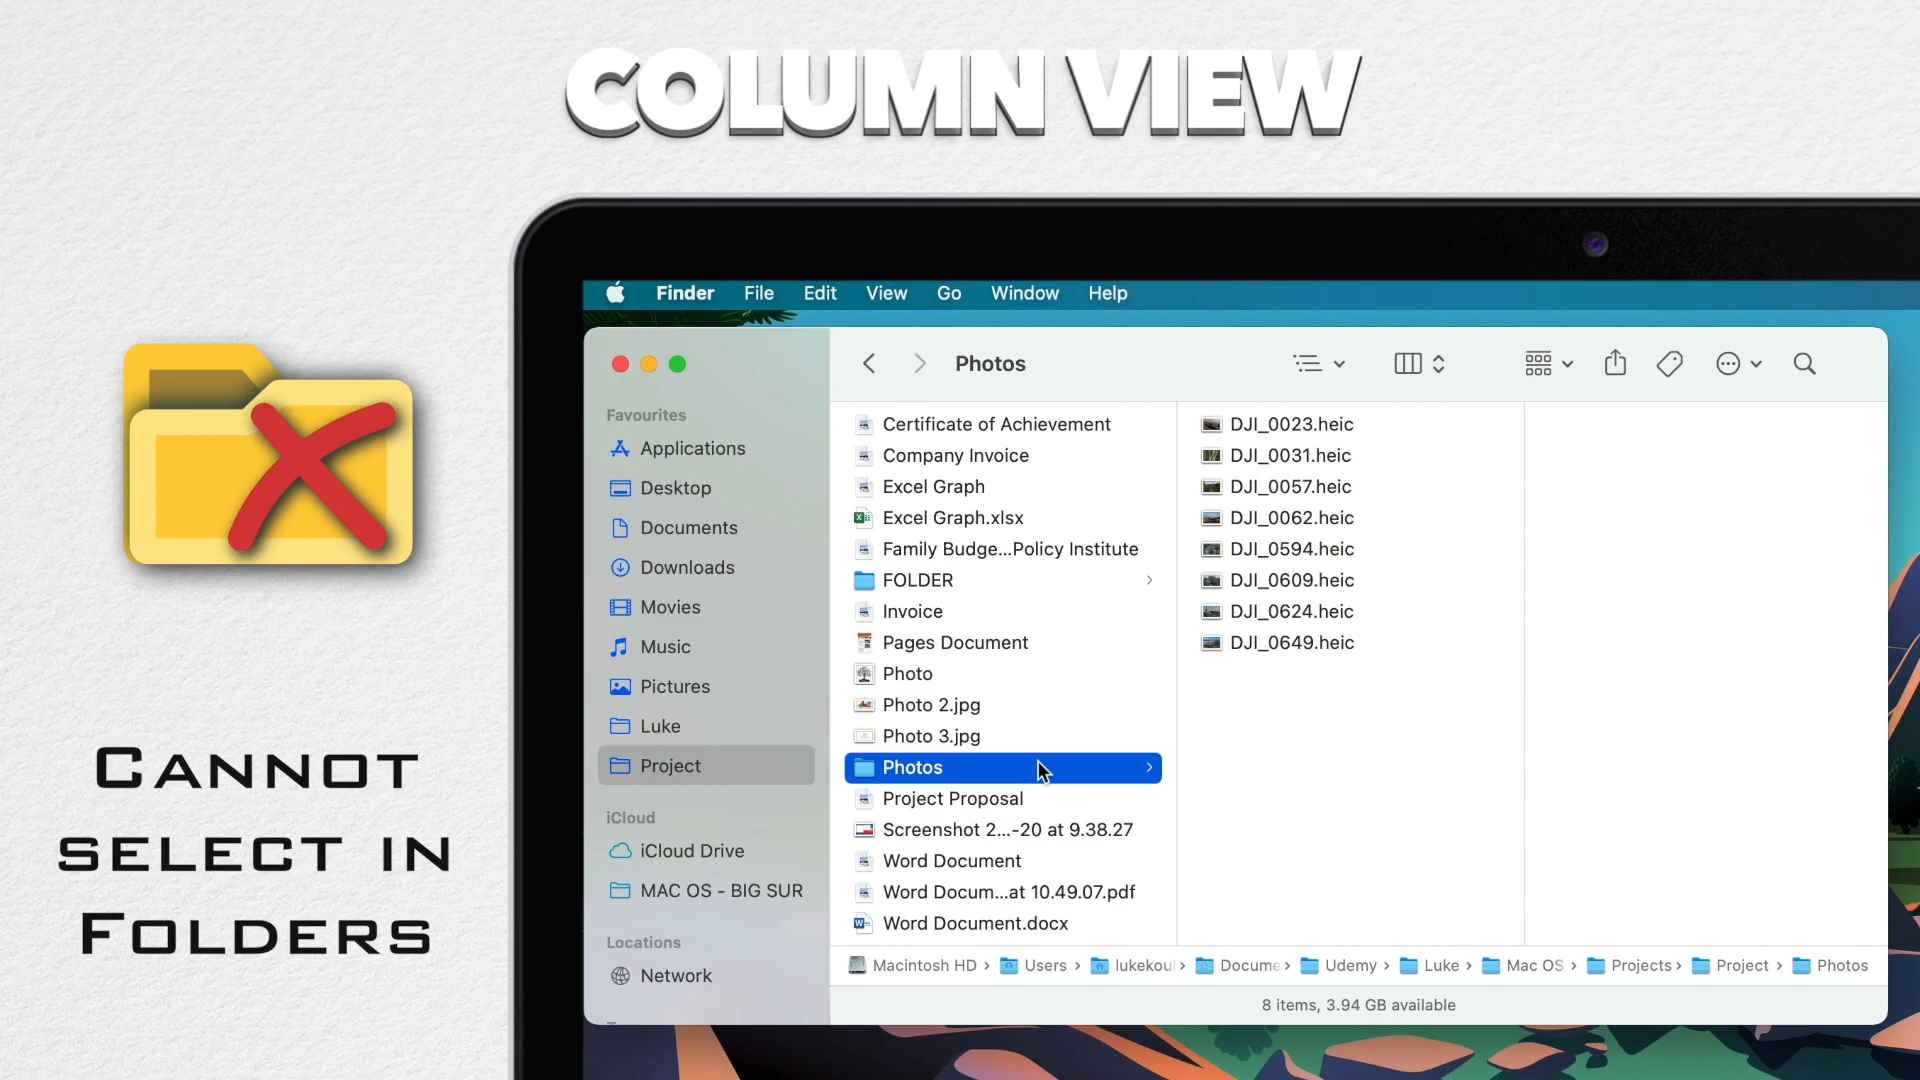 COLUMN VIEW
Finder File Edit View Go Window Help
Photos
Favourites
Applications
Desktop
Documents
Downloads
Movies
Music
Pictures
Luke
Project
iCloud
iCloud Drive
MAC OS - BIG SUR
Locations
Network
Certificate of Achievement
Company Invoice
Excel Graph
Excel Graph.xlsx
Family Budge...Policy Institute
FOLDER
Invoice
Pages Document
Photo
Photo 2.jpg
Photo 3.jpg
Photos
Project Proposal
Screenshot 2...-20 at 9.38.27
Word Document
Word Docum...at 10.49.07.pdf
Word Document.docx
DJI_0023.heic
DJI_0031.heic
DJI_0057.heic
DJI_0062.heic
DJI_0594.heic
DJI_0609.heic
DJI_0624.heic
DJI_0649.heic
Macintosh HD › Users › lukekou › Docume › Udemy › Luke › Mac OS › Projects › Project › Photos
8 items, 3.94 GB available
CANNOT
SELECT IN
FOLDERS